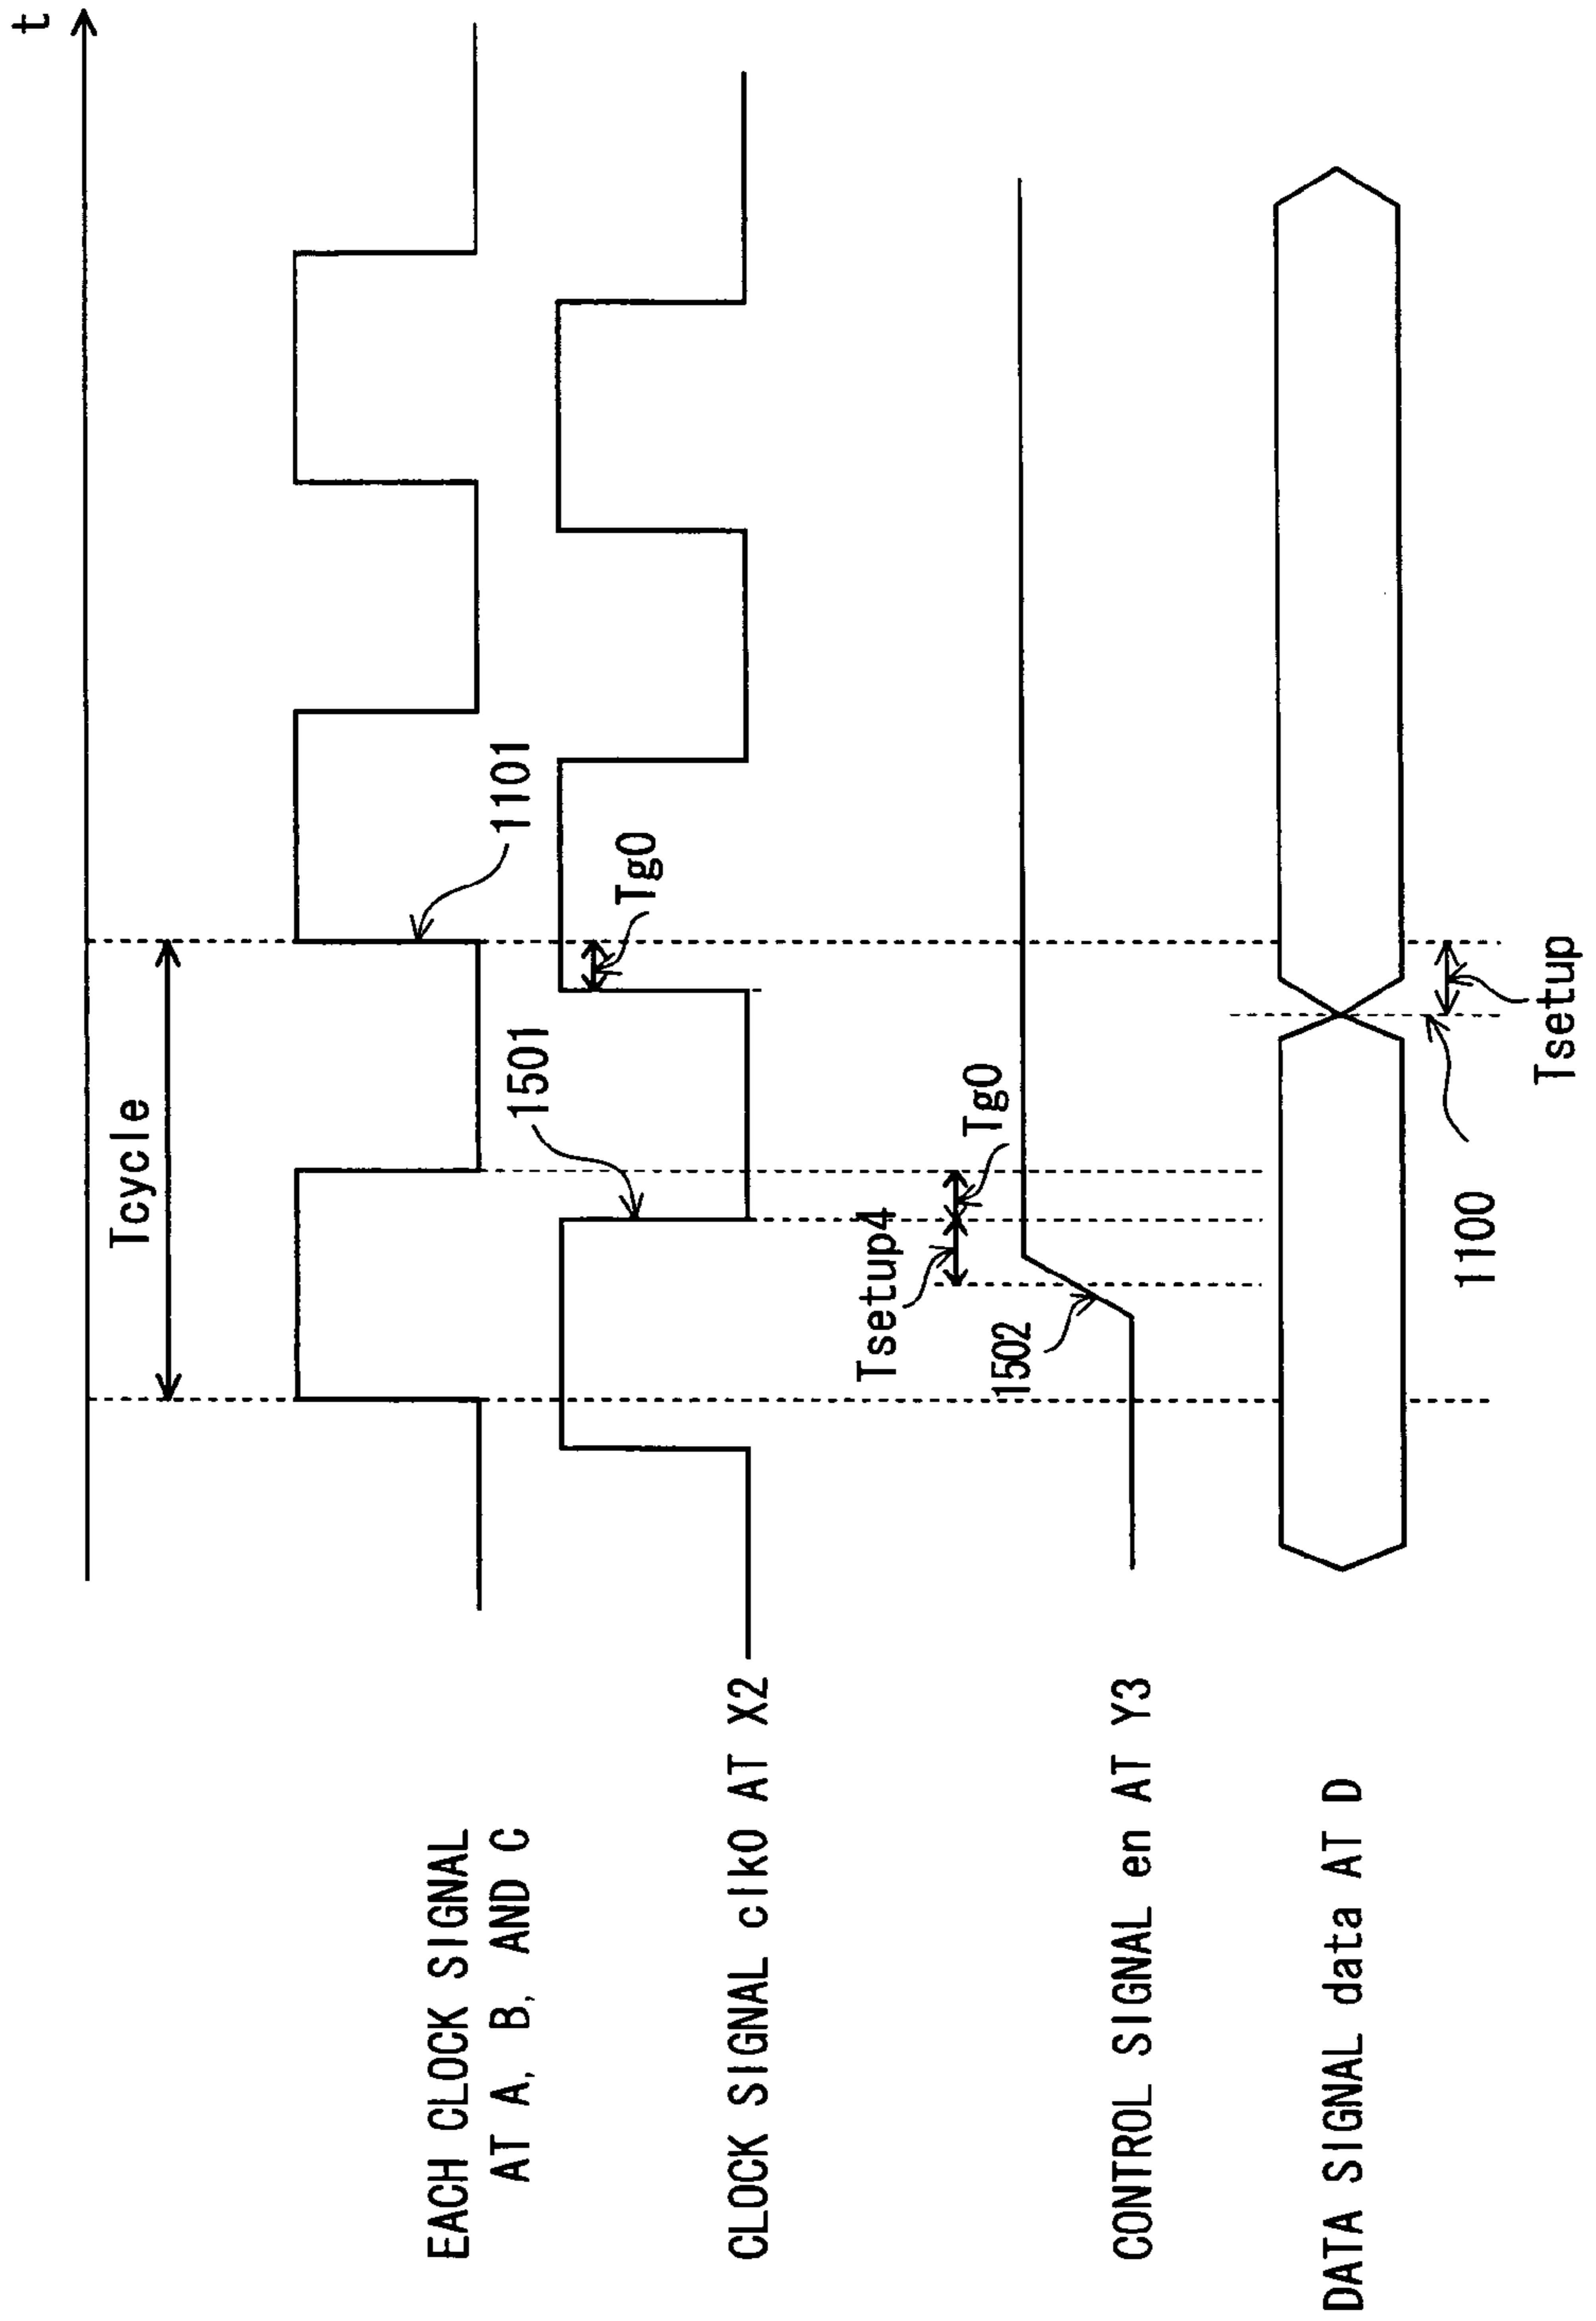 t
Tcycle
EACH CLOCK SIGNAL
AT A, B, AND C
1101
CLOCK SIGNAL clk0 AT X2
1501
Tg0
Tsetup4
Tg0
CONTROL SIGNAL en AT Y3
1502
DATA SIGNAL data AT D
1100
Tsetup